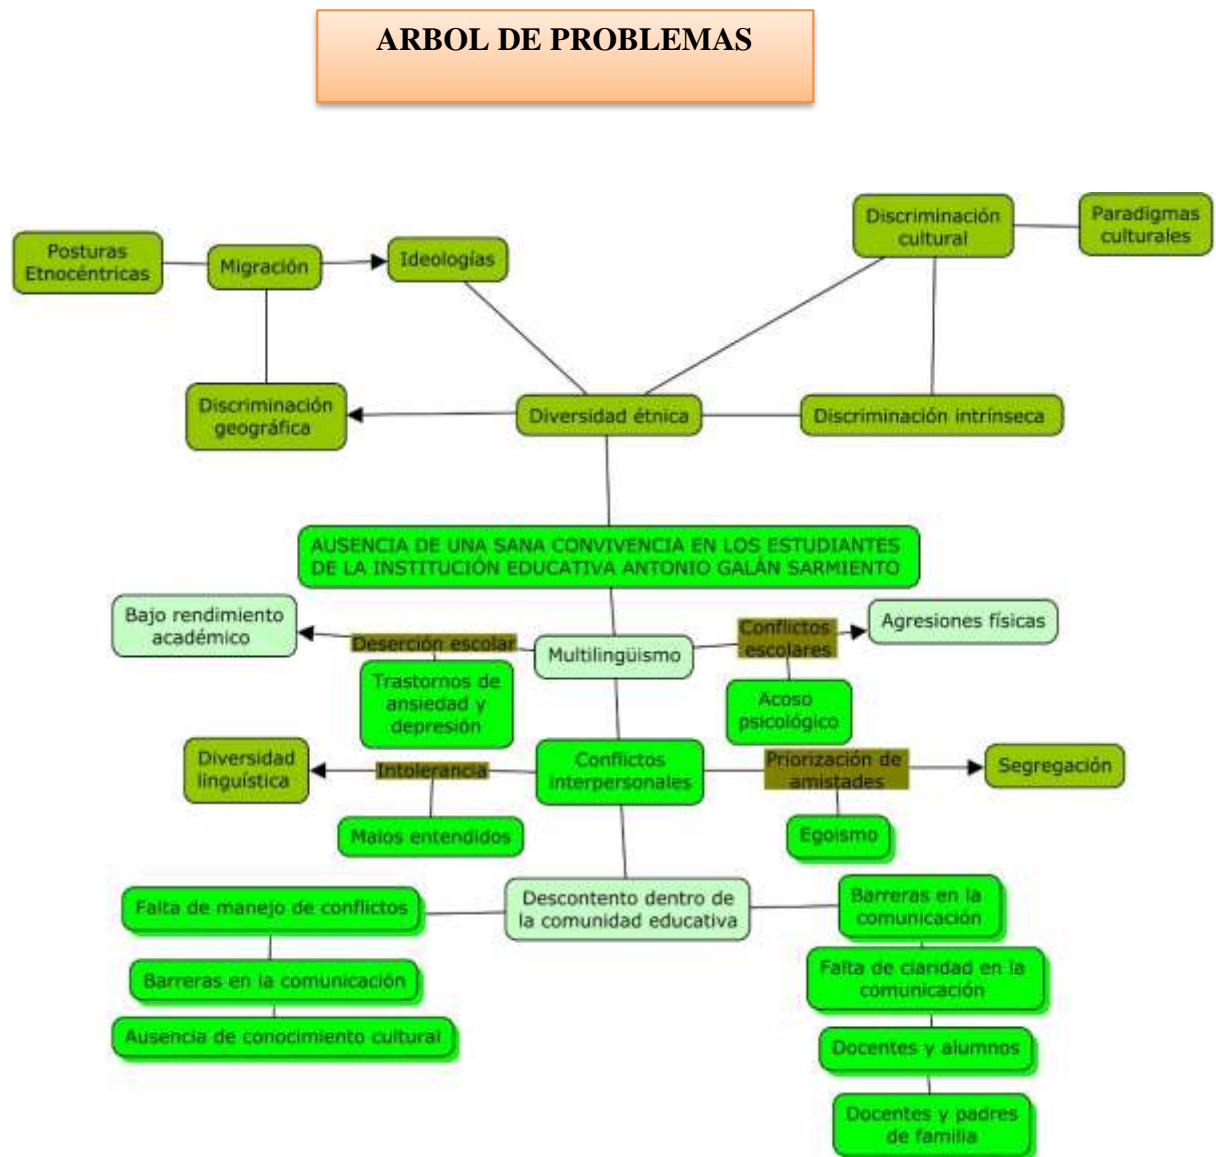 ARBOL DE PROBLEMAS
Posturas
Etnocéntricas
Migración
Ideologías
Discriminación
cultural
Paradigmas
culturales
Discriminación
geográfica
Diversidad étnica
Discriminación intrínseca
AUSENCIA DE UNA SANA CONVIVENCIA EN LOS ESTUDIANTES
DE LA INSTITUCIÓN EDUCATIVA ANTONIO GALÁN SARMIENTO
Bajo rendimiento
académico
Deserción escolar
Multilingüismo
Conflictos
escolares
Agresiones físicas
Trastornos de
ansiedad y
depresión
Acoso
psicológico
Diversidad
linguística
Intolerancia
Conflictos
interpersonales
Priorización de
amistades
Segregación
Malos entendidos
Egoismo
Falta de manejo de conflictos
Descontento dentro de
la comunidad educativa
Barreras en la
comunicación
Barreras en la comunicación
Falta de claridad en la
comunicación
Ausencia de conocimiento cultural
Docentes y alumnos
Docentes y padres
de familia